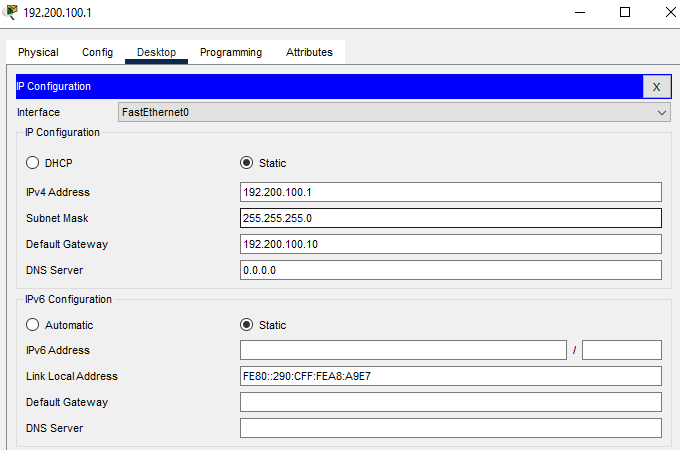 192.200.100.1
Physical Config Desktop Programming Attributes
IP Configuration X
Interface FastEthernet0
IP Configuration
DHCP Static
IPv4 Address 192.200.100.1
Subnet Mask 255.255.255.0
Default Gateway 192.200.100.10
DNS Server 0.0.0.0
IPv6 Configuration
Automatic Static
IPv6 Address /
Link Local Address FE80::290:CFF:FEA8:A9E7
Default Gateway
DNS Server